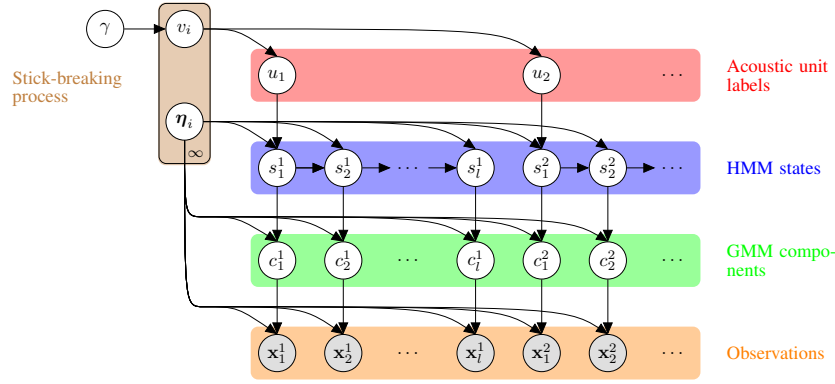 γ
v_i
Stick-breaking
process
u_1
u_2
⋯
Acoustic unit
labels
η_i
∞
s_1^1
s_2^1
⋯
s_l^1
s_1^2
s_2^2
⋯
HMM states
c_1^1
c_2^1
⋯
c_l^1
c_1^2
c_2^2
⋯
GMM compo-
nents
x_1^1
x_2^1
⋯
x_l^1
x_1^2
x_2^2
⋯
Observations